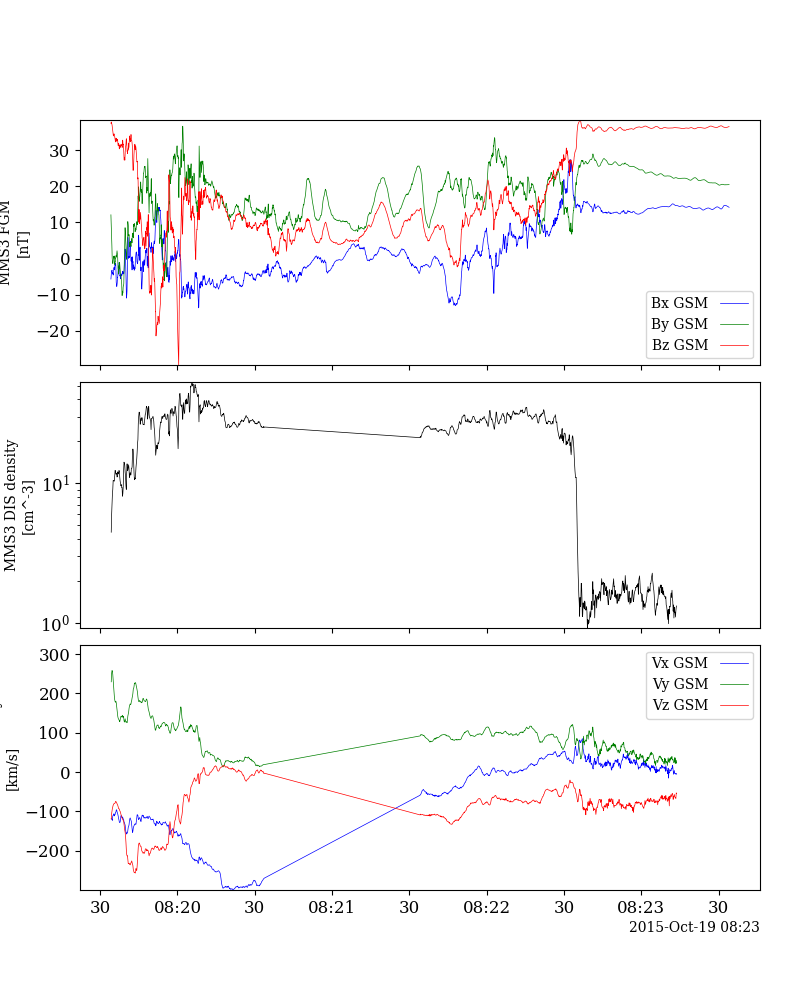 MMS3 FGM
[nT]
30
20
10
0
−10
−20
Bx GSM
By GSM
Bz GSM
MMS3 DIS density
[cm^-3]
10^1
10^0
[km/s]
300
200
100
0
−100
−200
Vx GSM
Vy GSM
Vz GSM
30 08:20 30 08:21 30 08:22 30 08:23 30
2015-Oct-19 08:23